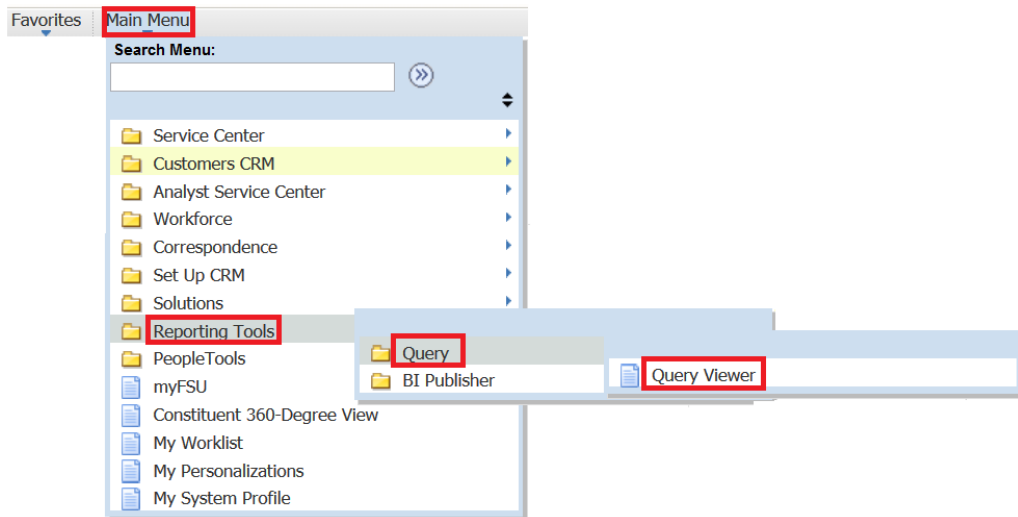 Favorites Main Menu
Search Menu:
Service Center
Customers CRM
Analyst Service Center
Workforce
Correspondence
Set Up CRM
Solutions
Reporting Tools
Query
Query Viewer
PeopleTools
BI Publisher
myFSU
Constituent 360-Degree View
My Worklist
My Personalizations
My System Profile